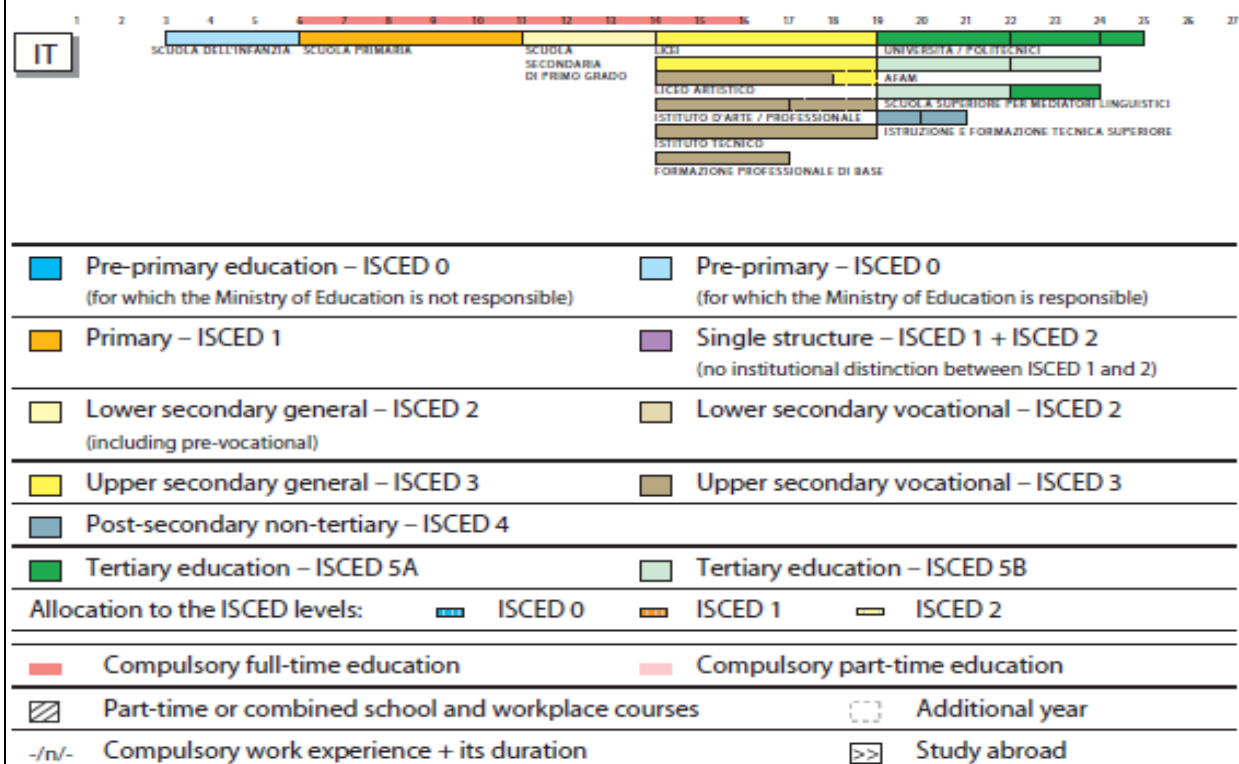 1 2 3 4 5 6 7 8 9 10 11 12 13 14 15 16 17 18 19 20 21 22 23 24 25 26 27
IT
SCUOLA DELL'INFANZIA SCUOLA PRIMARIA SCUOLA SECONDARIA DI PRIMO GRADO
LICEI
UNIVERSITÀ / POLITECNICI
AFAM
LICEO ARTISTICO
SCUOLA SUPERIORE PER MEDIATORI LINGUISTICI
ISTITUTO D'ARTE / PROFESSIONALE
ISTRUZIONE E FORMAZIONE TECNICA SUPERIORE
ISTITUTO TECNICO
FORMAZIONE PROFESSIONALE DI BASE
Pre-primary education – ISCED 0
(for which the Ministry of Education is not responsible)
Pre-primary – ISCED 0
(for which the Ministry of Education is responsible)
Primary – ISCED 1
Single structure – ISCED 1 + ISCED 2
(no institutional distinction between ISCED 1 and 2)
Lower secondary general – ISCED 2
(including pre-vocational)
Lower secondary vocational – ISCED 2
Upper secondary general – ISCED 3
Upper secondary vocational – ISCED 3
Post-secondary non-tertiary – ISCED 4
Tertiary education – ISCED 5A
Tertiary education – ISCED 5B
Allocation to the ISCED levels: ISCED 0 ISCED 1 ISCED 2
Compulsory full-time education
Compulsory part-time education
Part-time or combined school and workplace courses
Additional year
-/n/- Compulsory work experience + its duration
>> Study abroad